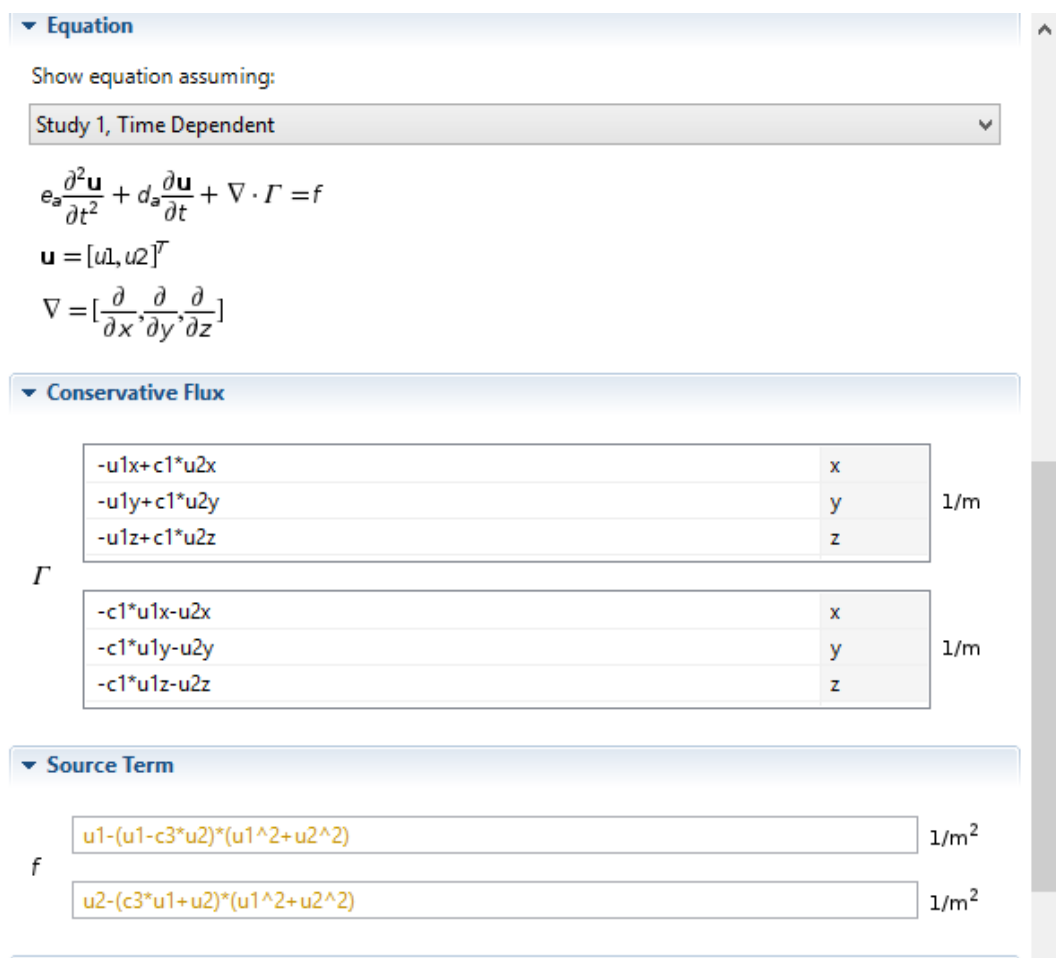 Equation
Show equation assuming:
Study 1, Time Dependent
eₐ ∂²u/∂t² + dₐ ∂u/∂t + ∇ · Γ = f
u = [u1, u2]ᵀ
∇ = [∂/∂x, ∂/∂y, ∂/∂z]
Conservative Flux
-u1x+c1*u2x x
-u1y+c1*u2y y 1/m
-u1z+c1*u2z z
Γ
-c1*u1x-u2x x
-c1*u1y-u2y y 1/m
-c1*u1z-u2z z
Source Term
u1-(u1-c3*u2)*(u1^2+u2^2) 1/m²
f
u2-(c3*u1+u2)*(u1^2+u2^2) 1/m²